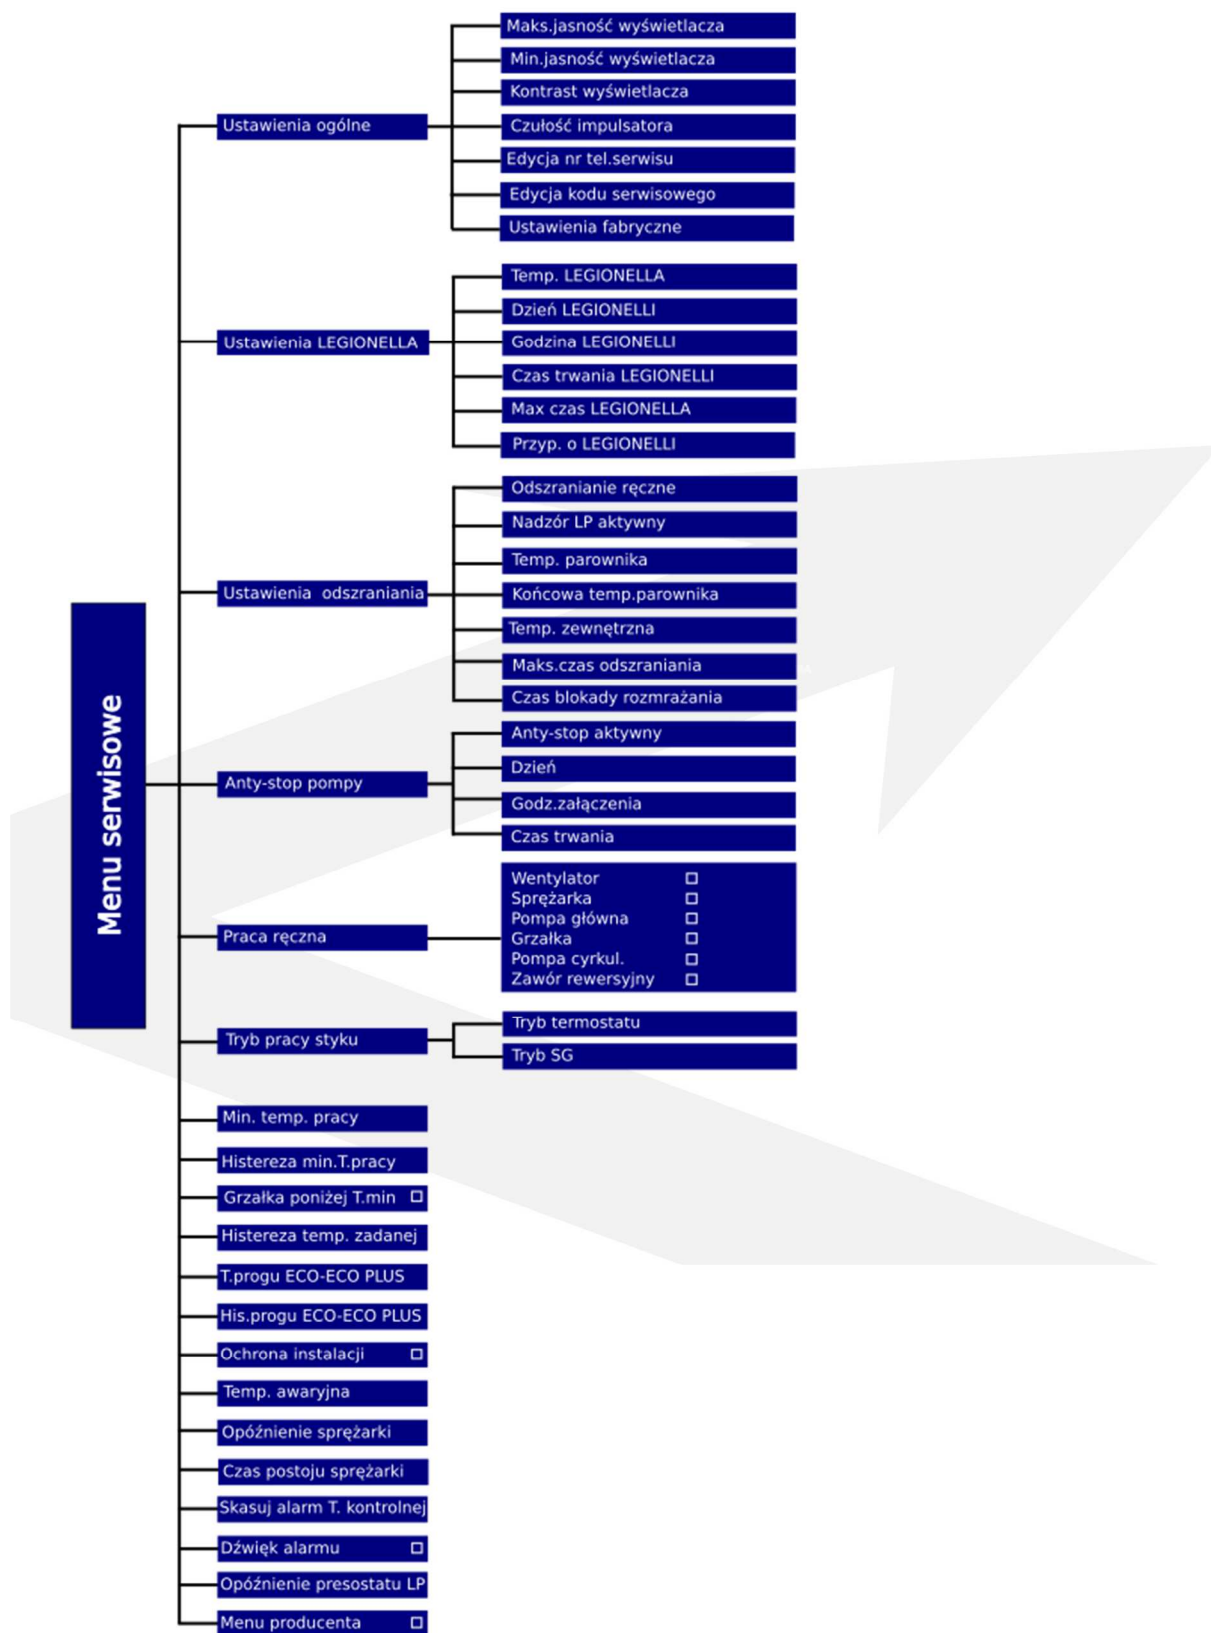 Menu serwisowe
Ustawienia ogólne
Maks.jasność wyświetlacza
Min.jasność wyświetlacza
Kontrast wyświetlacza
Czułość impulsatora
Edycja nr tel.serwisu
Edycja kodu serwisowego
Ustawienia fabryczne
Ustawienia LEGIONELLA
Temp. LEGIONELLA
Dzień LEGIONELLI
Godzina LEGIONELLI
Czas trwania LEGIONELLI
Max czas LEGIONELLA
Przyp. o LEGIONELLI
Ustawienia odszraniania
Odszranianie ręczne
Nadzór LP aktywny
Temp. parownika
Końcowa temp.parownika
Temp. zewnętrzna
Maks.czas odszraniania
Czas blokady rozmrażania
Anty-stop pompy
Anty-stop aktywny
Dzień
Godz.załączenia
Czas trwania
Praca ręczna
Wentylator
Sprężarka
Pompa główna
Grzałka
Pompa cyrkul.
Zawór rewersyjny
Tryb pracy styku
Tryb termostatu
Tryb SG
Min. temp. pracy
Histereza min.T.pracy
Grzałka poniżej T.min
Histereza temp. zadanej
T.progu ECO-ECO PLUS
His.progu ECO-ECO PLUS
Ochrona instalacji
Temp. awaryjna
Opóźnienie sprężarki
Czas postoju sprężarki
Skasuj alarm T. kontrolnej
Dźwięk alarmu
Opóźnienie presostatu LP
Menu producenta